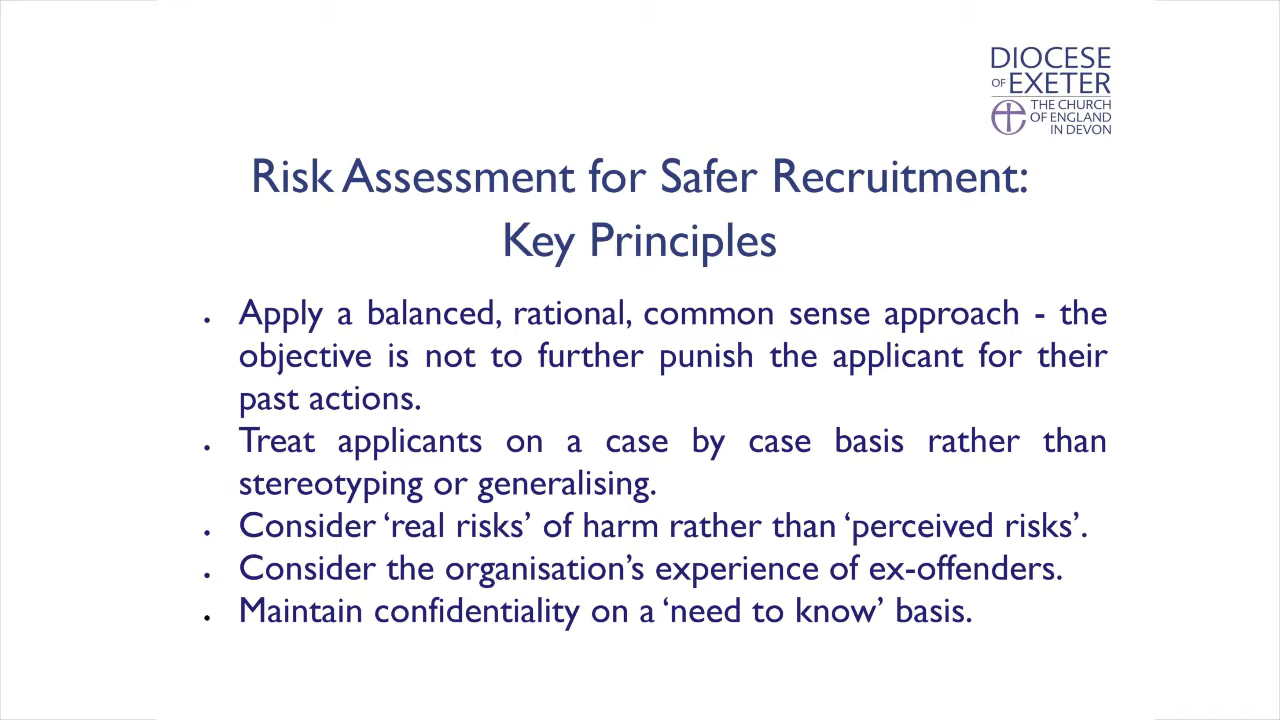 DIOCESE
OF EXETER
THE CHURCH
OF ENGLAND
IN DEVON
Risk Assessment for Safer Recruitment:
Key Principles
• Apply a balanced, rational, common sense approach - the
objective is not to further punish the applicant for their
past actions.
• Treat applicants on a case by case basis rather than
stereotyping or generalising.
• Consider ‘real risks’ of harm rather than ‘perceived risks’.
• Consider the organisation’s experience of ex-offenders.
• Maintain confidentiality on a ‘need to know’ basis.